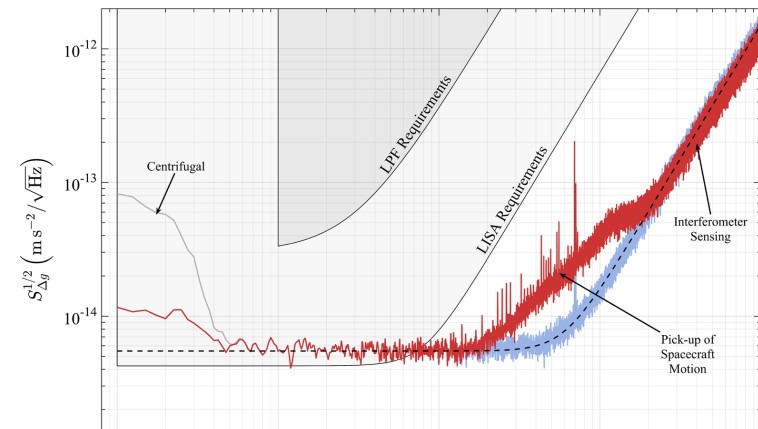 10⁻¹²
LPF Requirements
LISA Requirements
Centrifugal
10⁻¹³
S_{Δg}^{1/2} (m s⁻²/√Hz)
Interferometer
Sensing
10⁻¹⁴
Pick-up of
Spacecraft
Motion